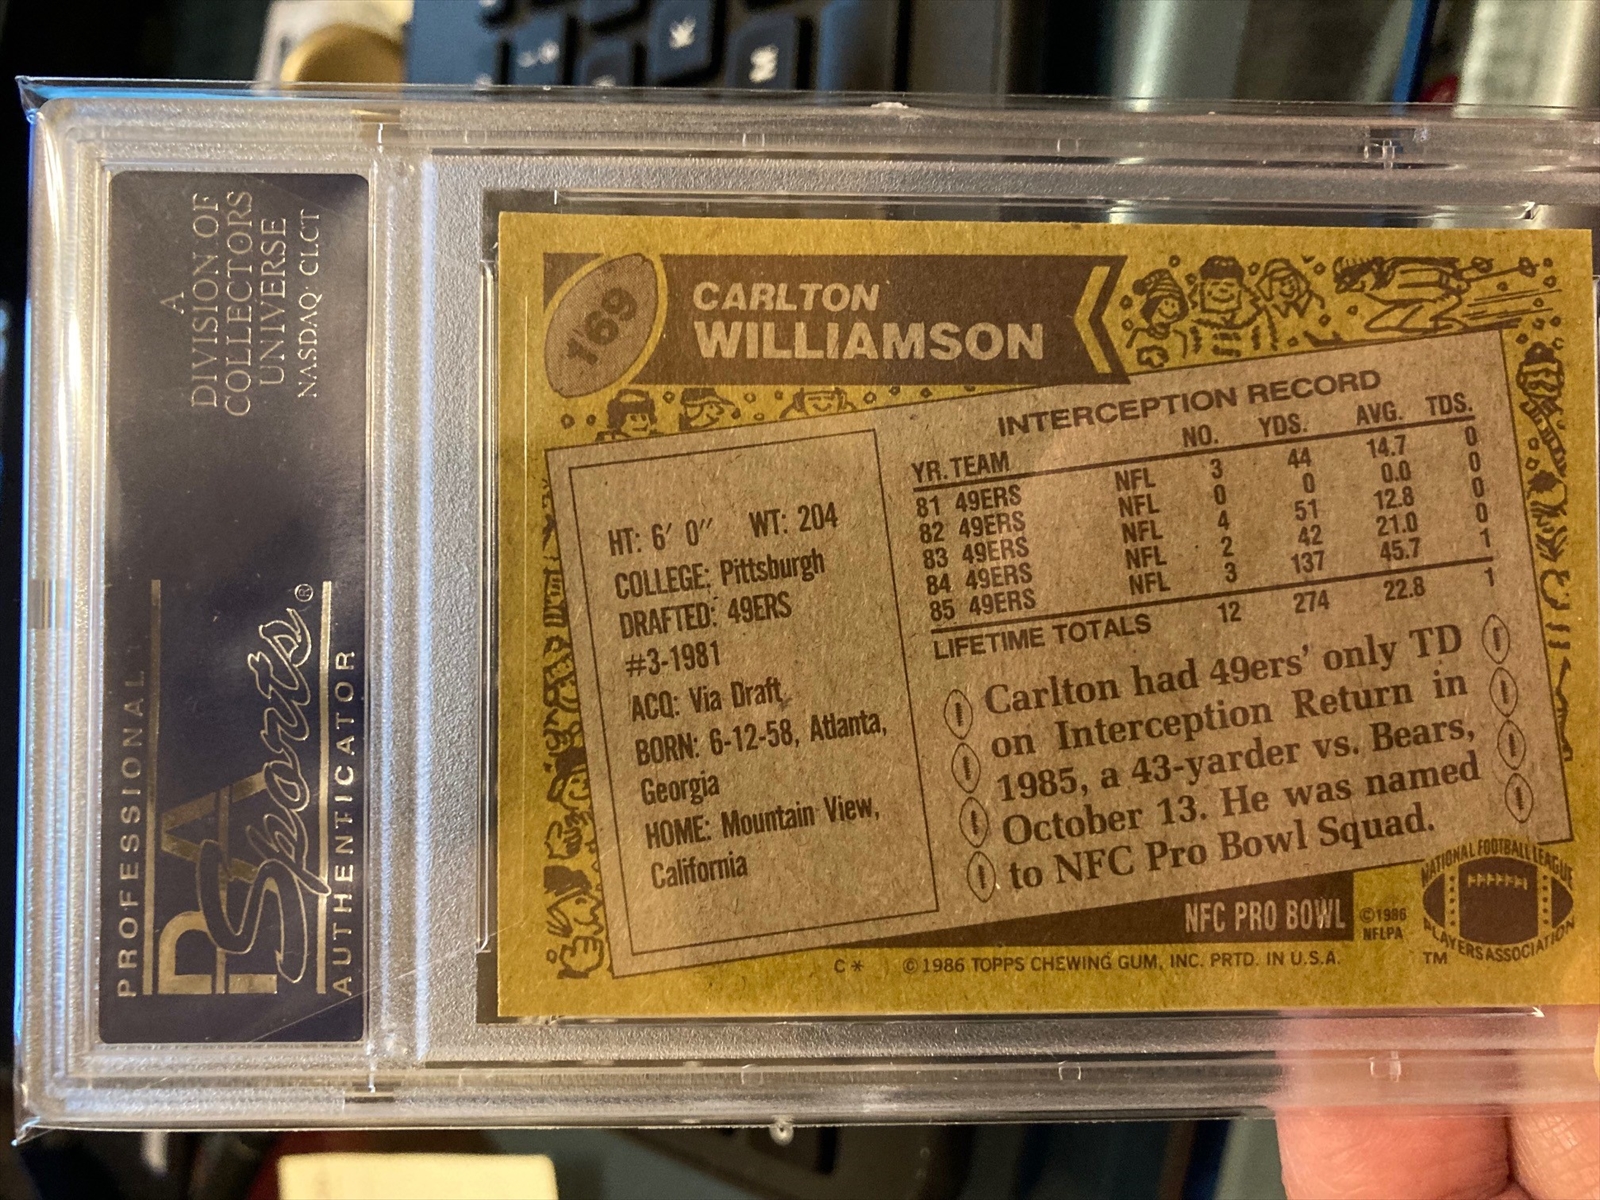 A
DIVISION OF
COLLECTORS
UNIVERSE
NASDAQ: CLCT
PROFESSIONAL
PSA
Sports®
AUTHENTICATOR
169
CARLTON
WILLIAMSON
INTERCEPTION RECORD
YR. TEAM NO. YDS. AVG. TDS.
81 49ERS NFL 3 44 14.7 0
82 49ERS NFL 0 0 0.0 0
83 49ERS NFL 4 51 12.8 0
84 49ERS NFL 2 42 21.0 0
85 49ERS NFL 3 137 45.7 1
LIFETIME TOTALS 12 274 22.8 1
HT: 6' 0" WT: 204
COLLEGE: Pittsburgh
DRAFTED: 49ERS
#3-1981
ACQ: Via Draft
BORN: 6-12-58, Atlanta,
Georgia
HOME: Mountain View,
California
Carlton had 49ers' only TD
on Interception Return in
1985, a 43-yarder vs. Bears,
October 13. He was named
to NFC Pro Bowl Squad.
NFC PRO BOWL
©1986
NFLPA
NATIONAL FOOTBALL LEAGUE
PLAYERS ASSOCIATION
TM
C* ©1986 TOPPS CHEWING GUM, INC. PRTD. IN U.S.A.
K
M